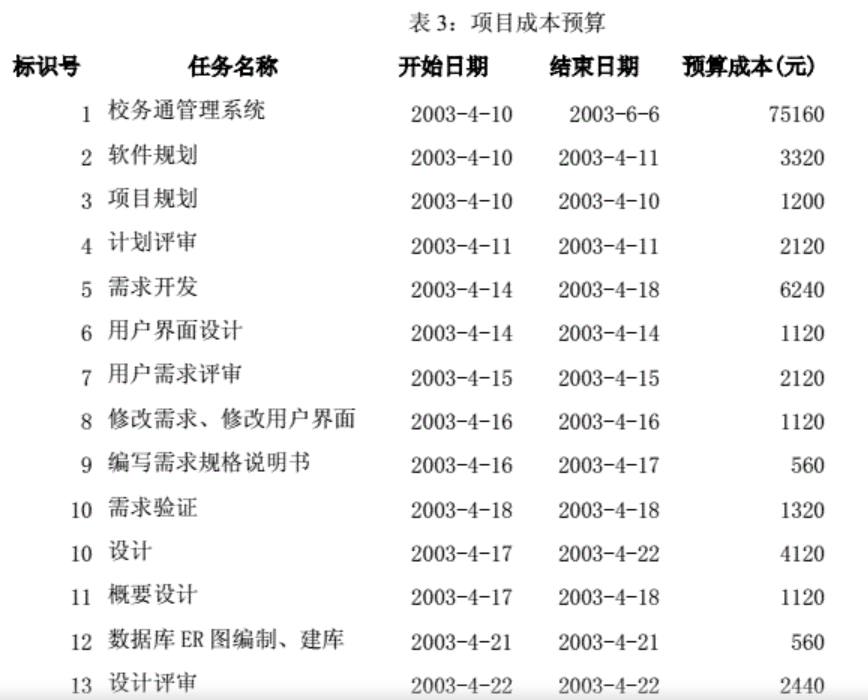 表 3：项目成本预算
标识号 任务名称 开始日期 结束日期 预算成本(元)
1 校务通管理系统 2003-4-10 2003-6-6 75160
2 软件规划 2003-4-10 2003-4-11 3320
3 项目规划 2003-4-10 2003-4-10 1200
4 计划评审 2003-4-11 2003-4-11 2120
5 需求开发 2003-4-14 2003-4-18 6240
6 用户界面设计 2003-4-14 2003-4-14 1120
7 用户需求评审 2003-4-15 2003-4-15 2120
8 修改需求、修改用户界面 2003-4-16 2003-4-16 1120
9 编写需求规格说明书 2003-4-16 2003-4-17 560
10 需求验证 2003-4-18 2003-4-18 1320
10 设计 2003-4-17 2003-4-22 4120
11 概要设计 2003-4-17 2003-4-18 1120
12 数据库 ER 图编制、建库 2003-4-21 2003-4-21 560
13 设计评审 2003-4-22 2003-4-22 2440